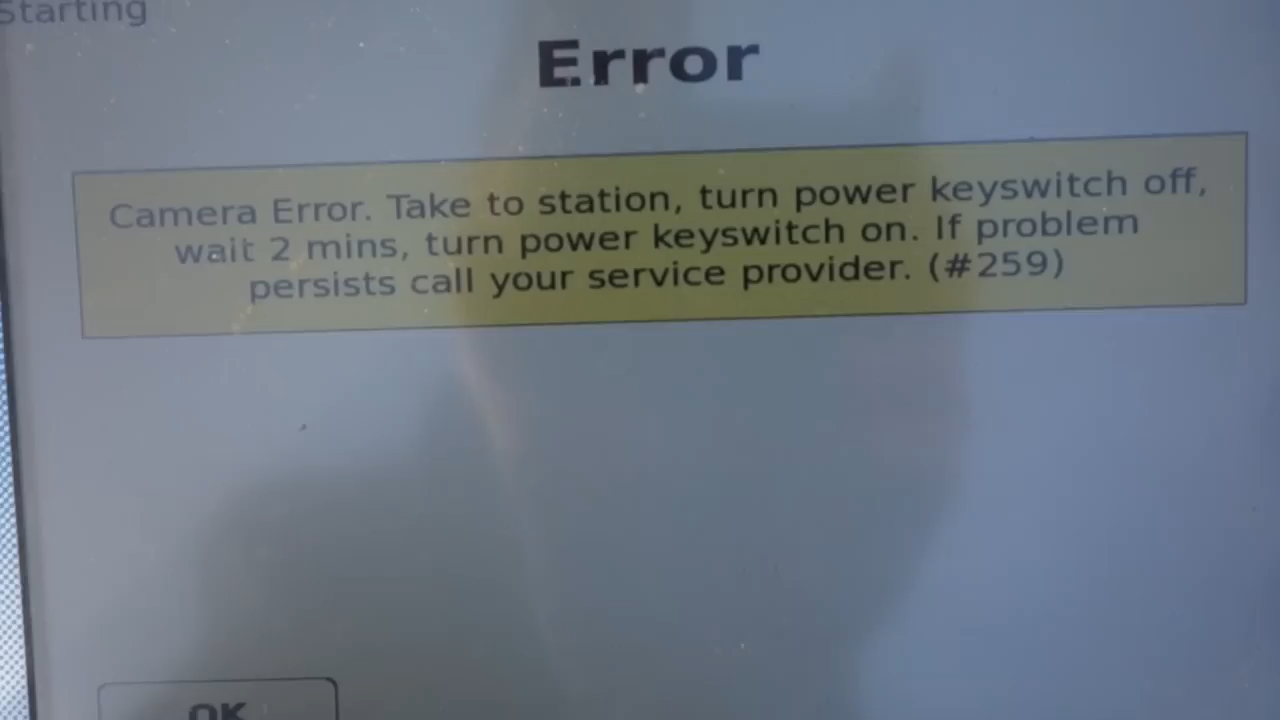 Starting
Error
Camera Error. Take to station, turn power keyswitch off,
wait 2 mins, turn power keyswitch on. If problem
persists call your service provider. (#259)
OK